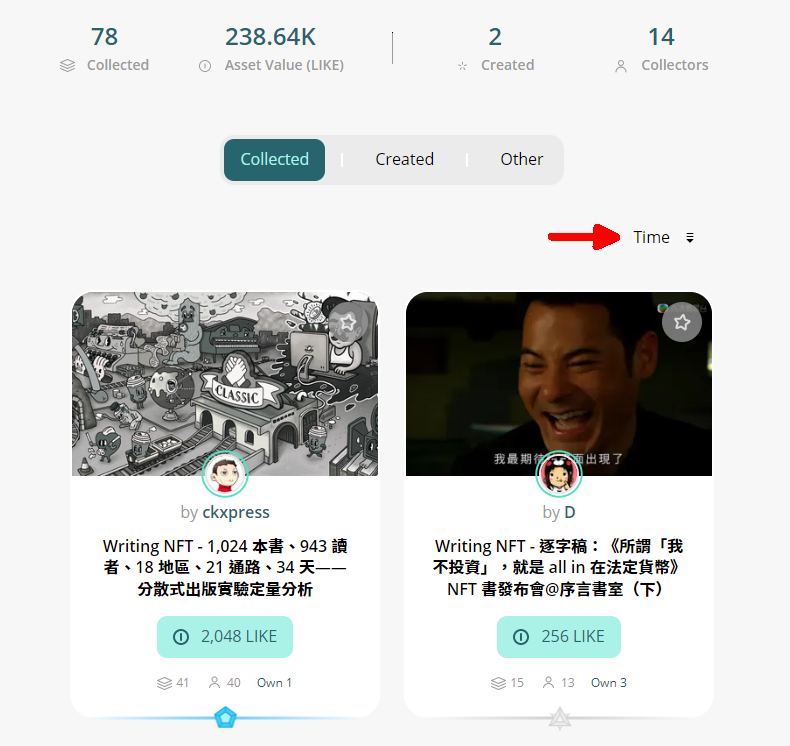 78
238.64K
2
14
Collected
Asset Value (LIKE)
Created
Collectors
Collected
Created
Other
Time
CLASSIC
我最期待
面出現了
by ckxpress
by D
Writing NFT - 1,024 本書、943 讀
者、18 地區、21 通路、34 天——
分散式出版實驗定量分析
Writing NFT - 逐字稿：《所謂「我
不投資」，就是 all in 在法定貨幣》
NFT 書發布會@序言書室（下）
2,048 LIKE
256 LIKE
41
40
Own 1
15
13
Own 3